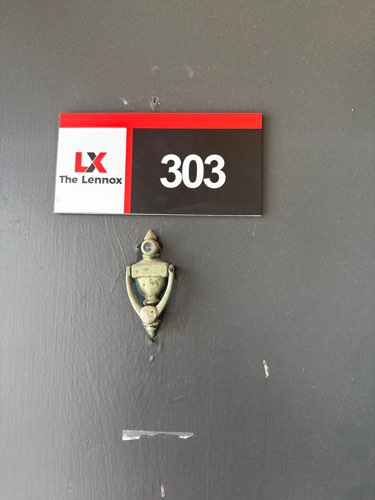 LX
The Lennox
303